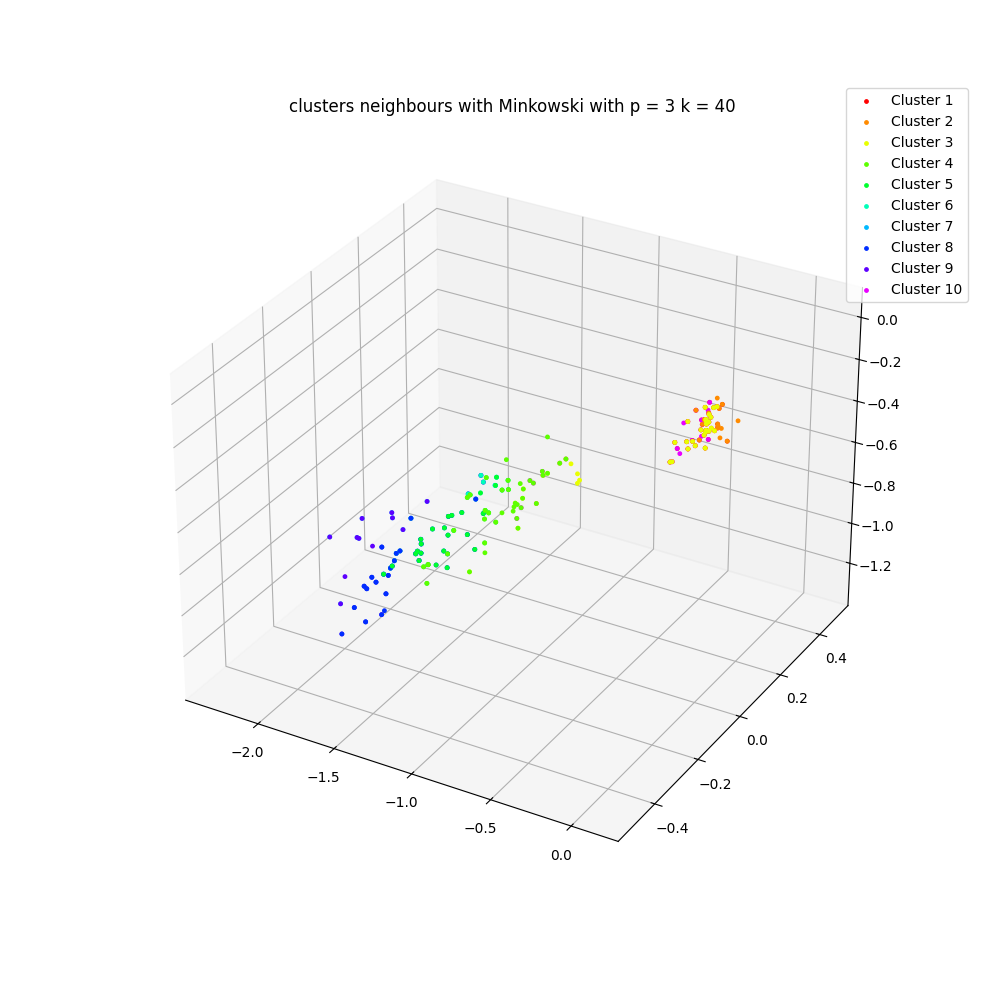 clusters neighbours with Minkowski with p = 3 k = 40
Cluster 1
Cluster 2
Cluster 3
Cluster 4
Cluster 5
Cluster 6
Cluster 7
Cluster 8
Cluster 9
Cluster 10
0.0
−0.2
−0.4
−0.6
−0.8
−1.0
−1.2
0.4
0.2
0.0
−0.2
−0.4
−2.0
−1.5
−1.0
−0.5
0.0